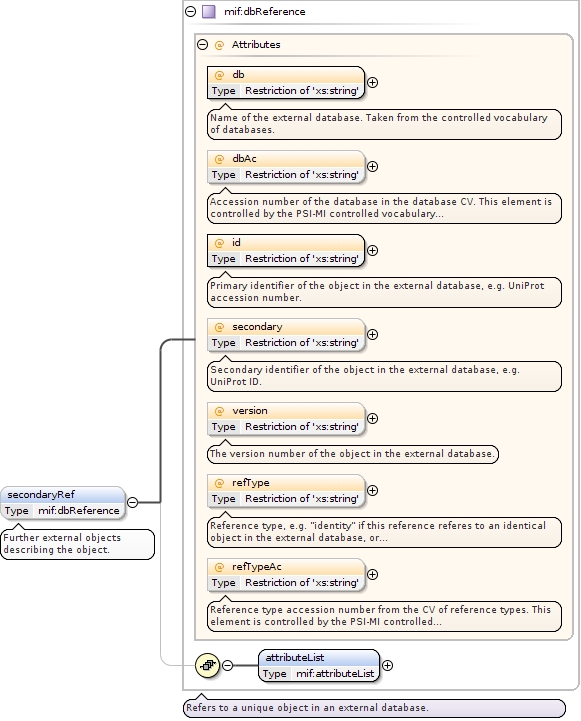 mif:dbReference
@ Attributes
@ db
Type Restriction of 'xs:string'
Name of the external database. Taken from the controlled vocabulary
of databases.
@ dbAc
Type Restriction of 'xs:string'
Accession number of the database in the database CV. This element is
controlled by the PSI-MI controlled vocabulary...
@ id
Type Restriction of 'xs:string'
Primary identifier of the object in the external database, e.g. UniProt
accession number.
@ secondary
Type Restriction of 'xs:string'
Secondary identifier of the object in the external database, e.g.
UniProt ID.
@ version
Type Restriction of 'xs:string'
The version number of the object in the external database.
@ refType
Type Restriction of 'xs:string'
Reference type, e.g. "identity" if this reference referes to an identical
object in the external database, or...
@ refTypeAc
Type Restriction of 'xs:string'
Reference type accession number from the CV of reference types. This
element is controlled by the PSI-MI controlled...
secondaryRef
Type mif:dbReference
Further external objects
describing the object.
attributeList
Type mif:attributeList
Refers to a unique object in an external database.